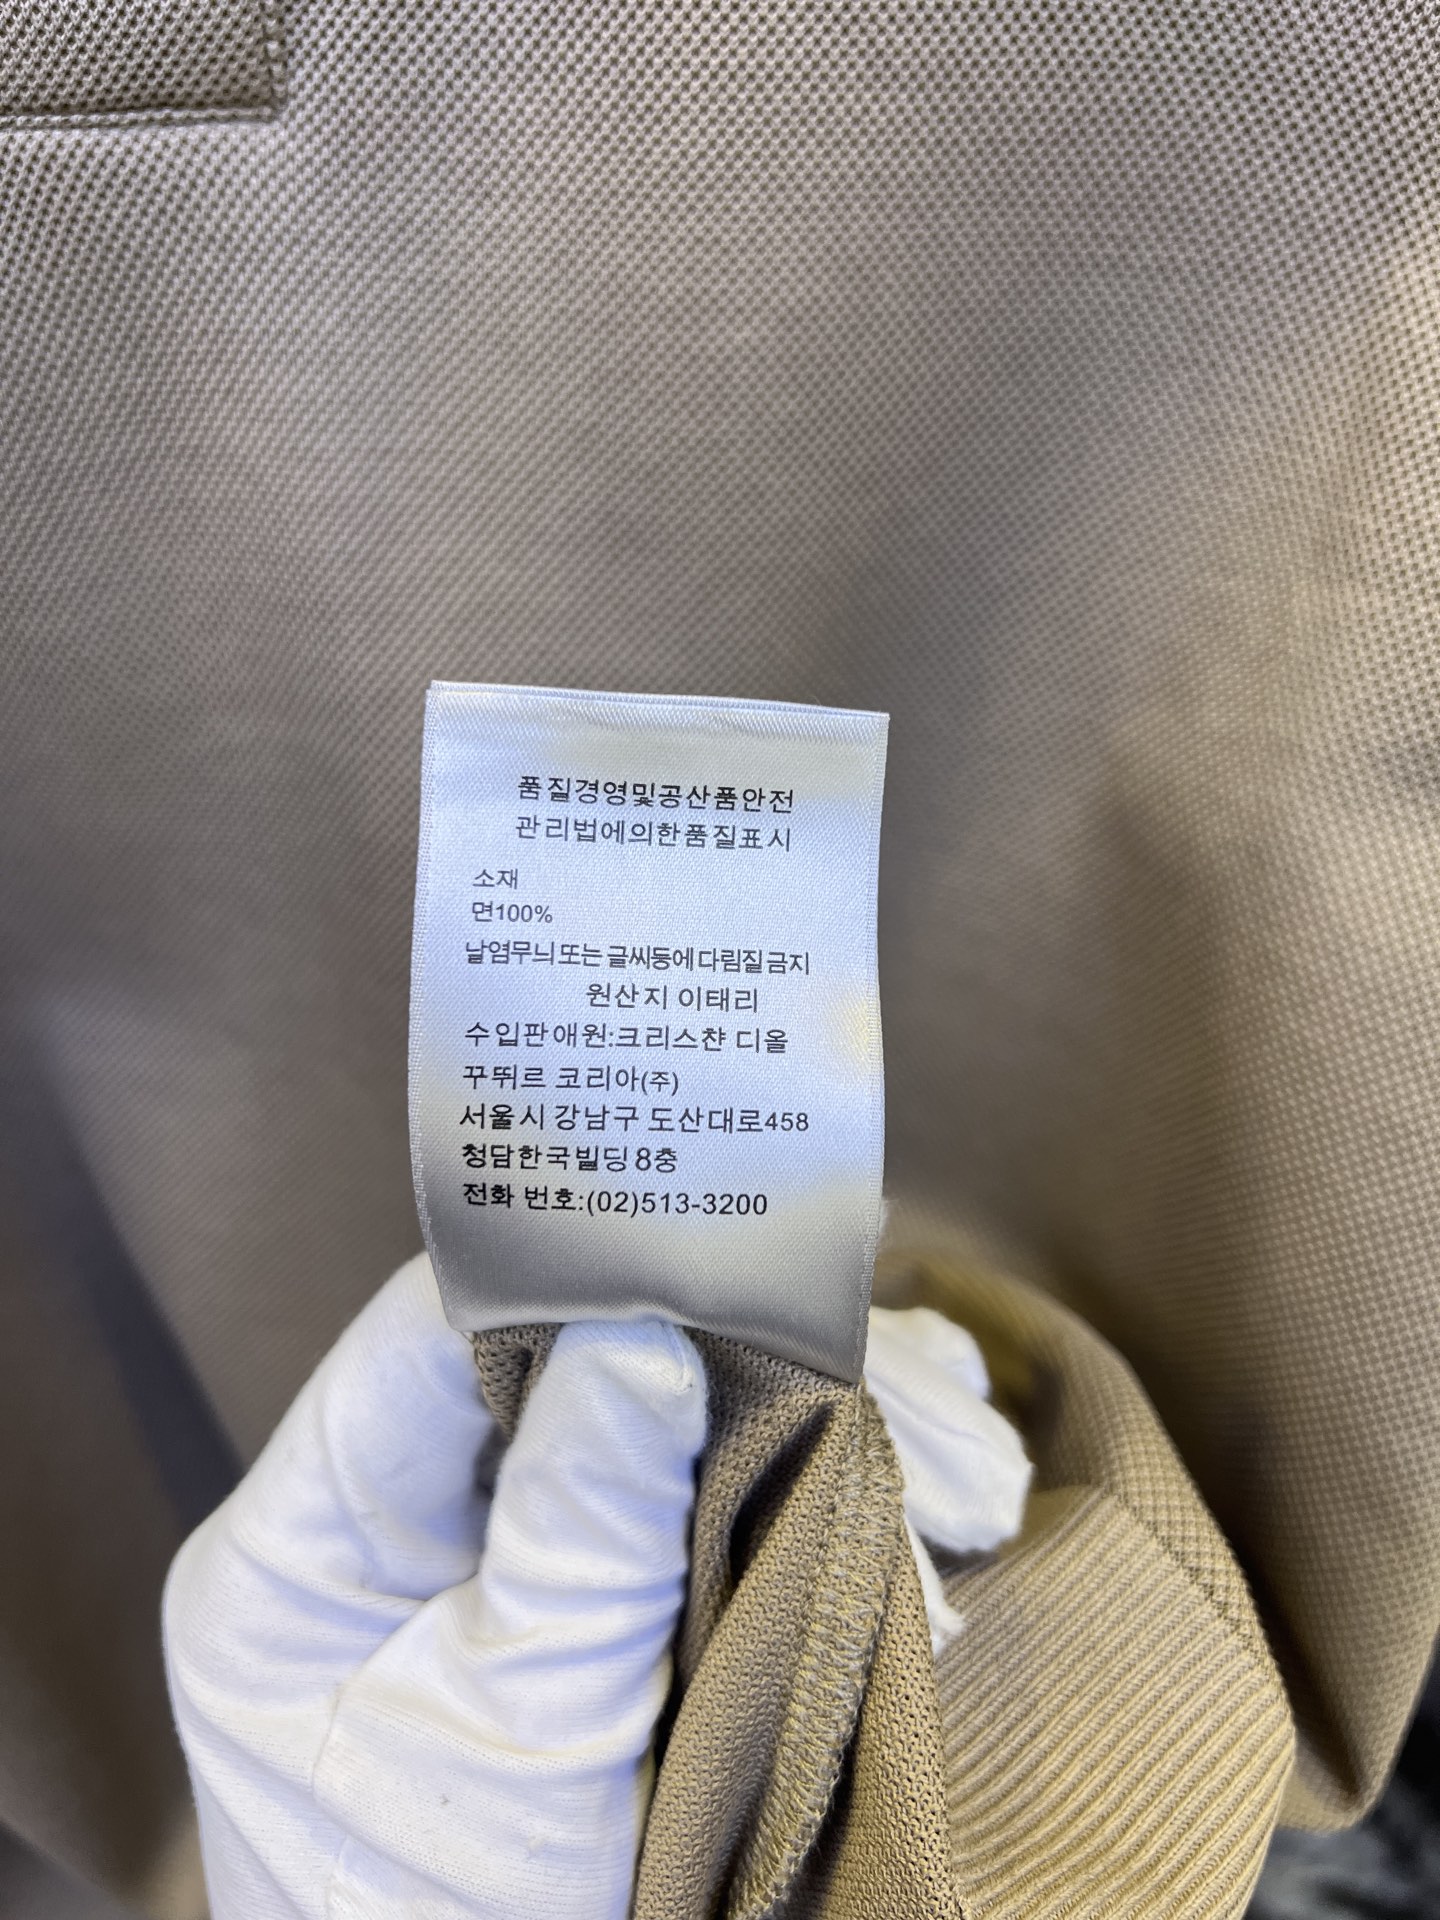 품질경영및공산품안전
관리법에의한품질표시
소재
면100%
날염무늬 또는 글씨등에다림질금지
원산지 이태리
수입판애원:크리스챤 디올
꾸뛰르 코리아(주)
서울시 강남구 도산대로458
청담한국빌딩 8층
전화 번호:(02)513-3200